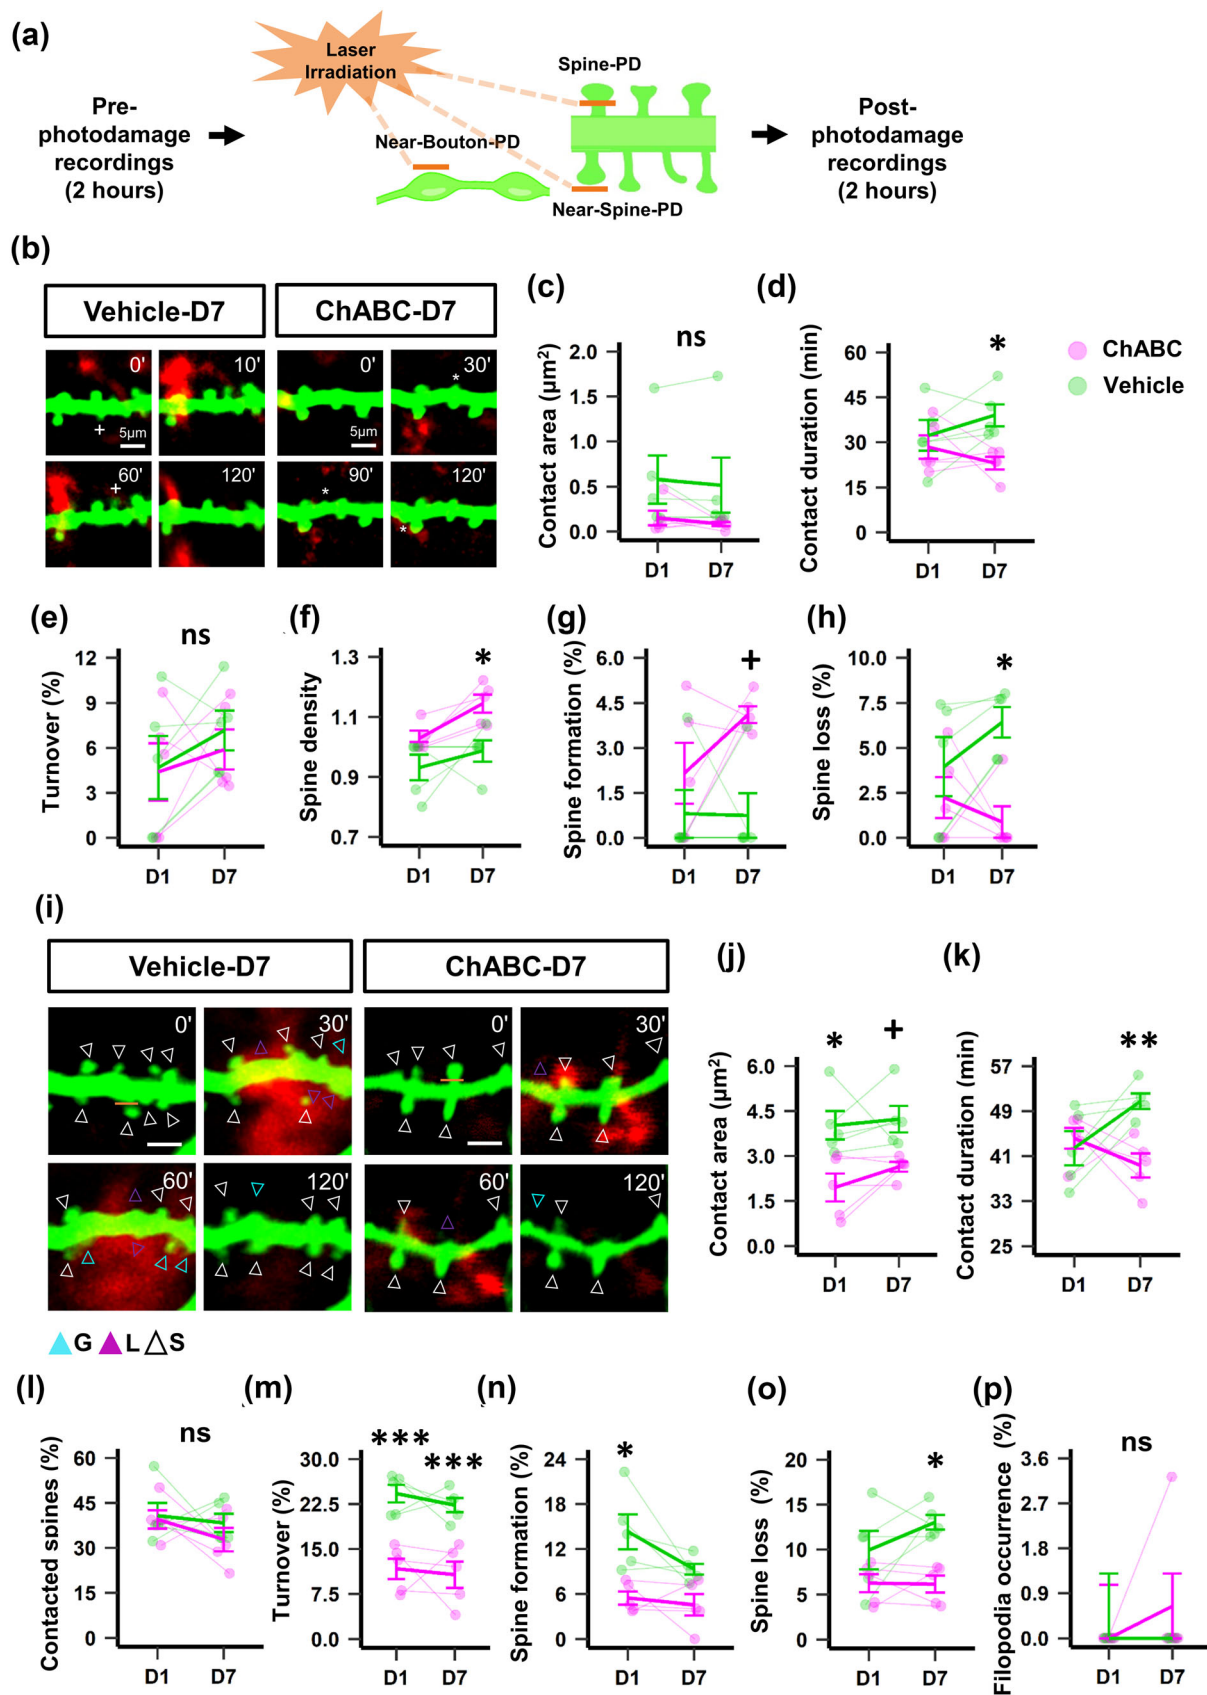 (a)
Laser
Irradiation
Spine-PD
Pre-
photodamage
recordings
(2 hours)
Near-Bouton-PD
Near-Spine-PD
Post-
photodamage
recordings
(2 hours)
(b)
Vehicle-D7
ChABC-D7
0'
10'
0'
30'
*
+
5µm
5µm
60'
120'
90'
120'
+
*
*
(c)
ns
Contact area (µm²)
2.0
1.5
1.0
0.5
0.0
D1
D7
(d)
*
Contact duration (min)
60
45
30
15
0
D1
D7
ChABC
Vehicle
(e)
ns
Turnover (%)
12
9
6
3
0
D1
D7
(f)
*
Spine density
1.3
1.1
0.9
0.7
D1
D7
(g)
+
Spine formation (%)
6.0
4.5
3.0
1.5
0.0
D1
D7
(h)
*
Spine loss (%)
10.0
7.5
5.0
2.5
0.0
D1
D7
(i)
Vehicle-D7
ChABC-D7
0'
30'
0'
30'
60'
120'
60'
120'
G
L
S
(j)
*
+
Contact area (µm²)
6.0
4.5
3.0
1.5
0.0
D1
D7
(k)
**
Contact duration (min)
57
49
41
33
25
D1
D7
(l)
ns
Contacted spines (%)
60
45
30
15
0
D1
D7
(m)
***
***
Turnover (%)
30.0
22.5
15.0
7.5
0.0
D1
D7
(n)
*
Spine formation (%)
24
18
12
6
0
D1
D7
(o)
*
Spine loss (%)
20
15
10
5
0
D1
D7
(p)
ns
Filopodia occurrence (%)
3.6
2.7
1.8
0.9
0.0
D1
D7